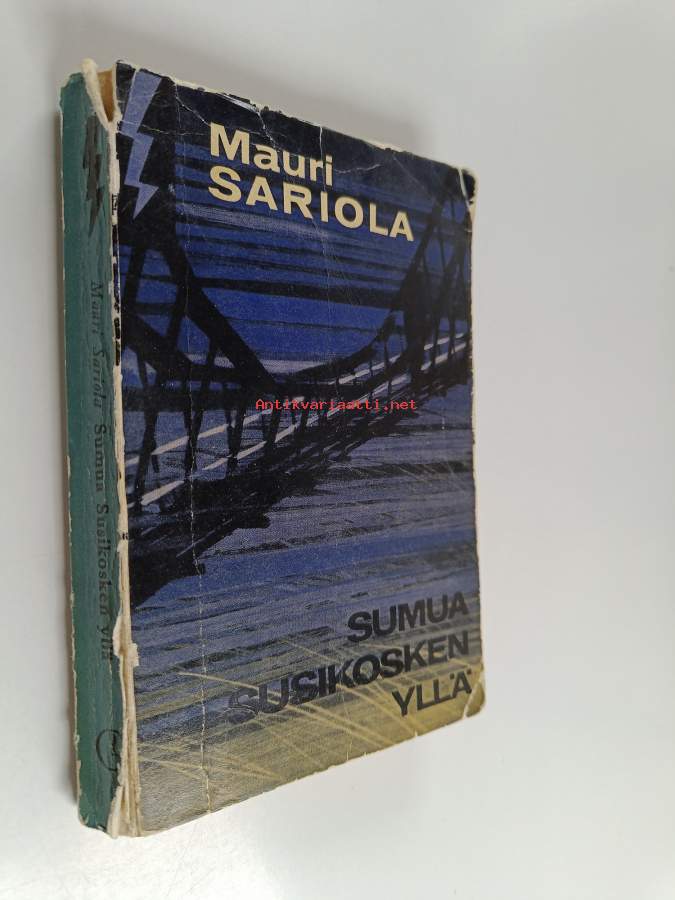 Mauri
SARIOLA
Antikvariaatti.net
SUMUA
SUSIKOSKEN
YLLÄ
Mauri Sariola Sumua Susikosken yllä